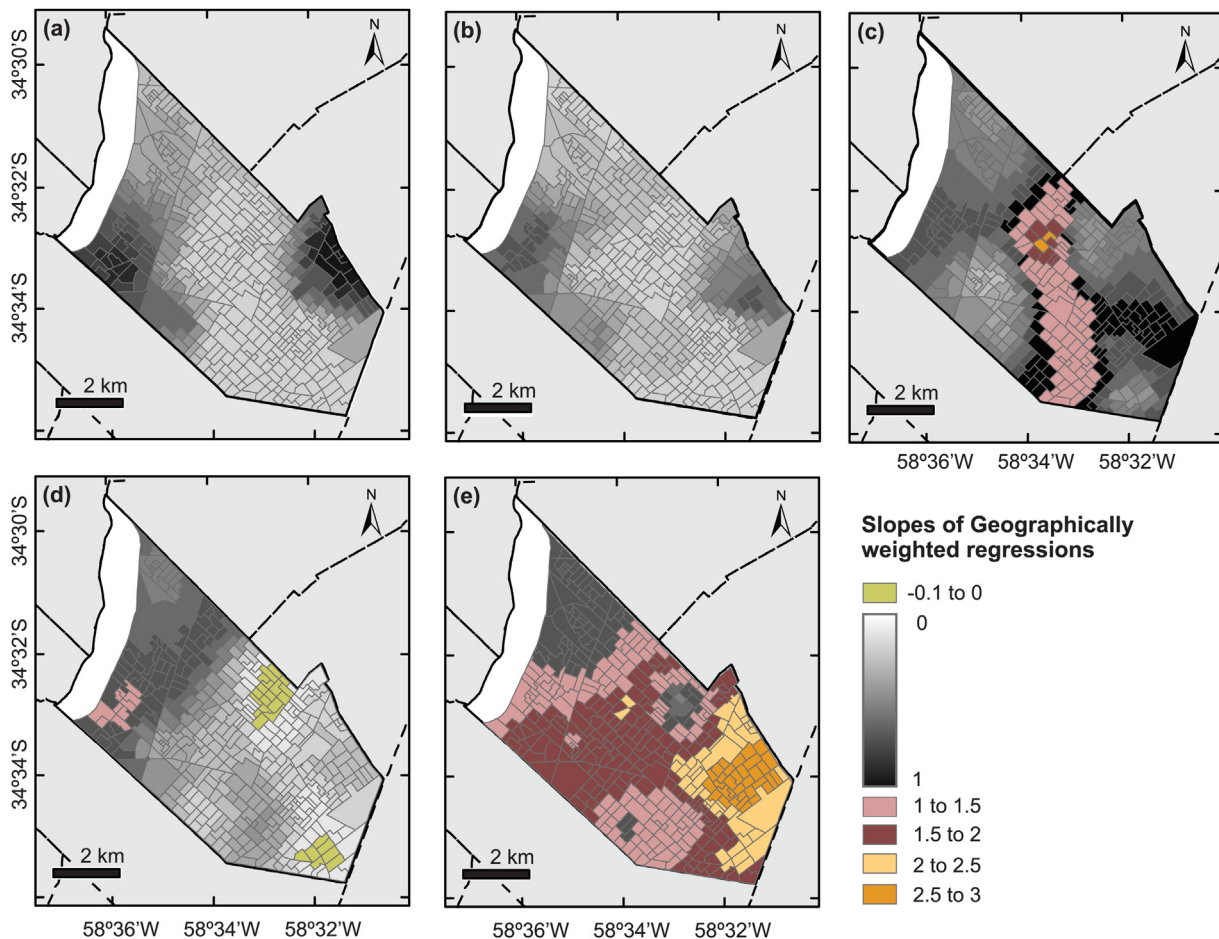 (a)
N
34°30'S
34°32'S
34°34'S
2 km
(b)
N
2 km
(c)
N
2 km
58°36'W
58°34'W
58°32'W
(d)
N
34°30'S
34°32'S
34°34'S
2 km
58°36'W
58°34'W
58°32'W
(e)
N
2 km
58°36'W
58°34'W
58°32'W
Slopes of Geographically
weighted regressions
-0.1 to 0
0
1
1 to 1.5
1.5 to 2
2 to 2.5
2.5 to 3